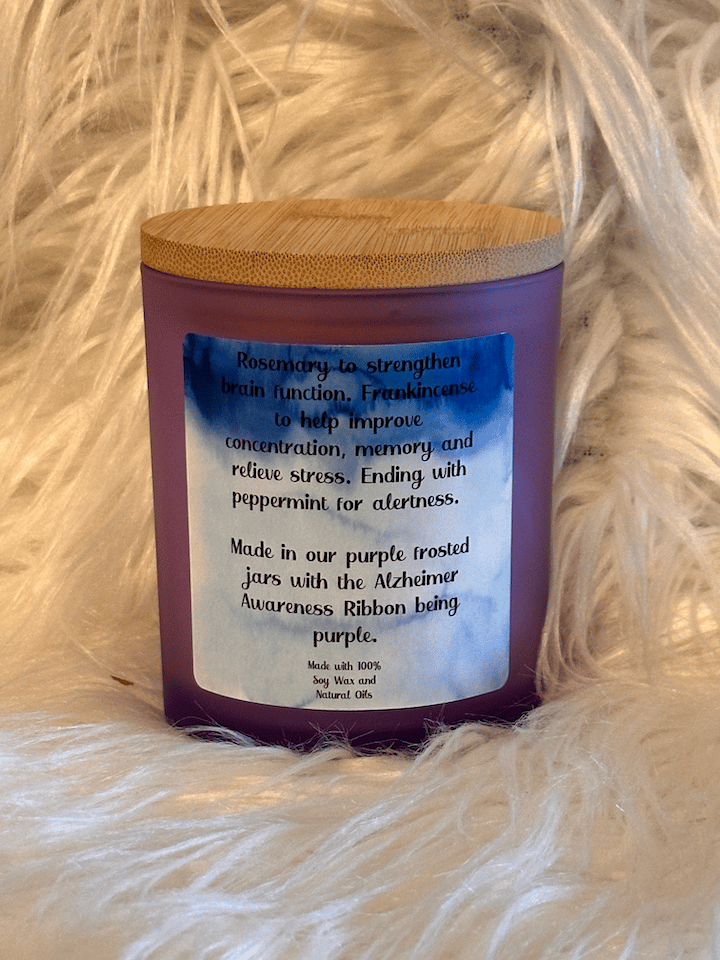 Rosemary to strengthen
brain function. Frankincense
to help improve
concentration, memory and
relieve stress. Ending with
peppermint for alertness.
Made in our purple frosted
jars with the Alzheimer
Awareness Ribbon being
purple.
Made with 100%
Soy Wax and
Natural Oils